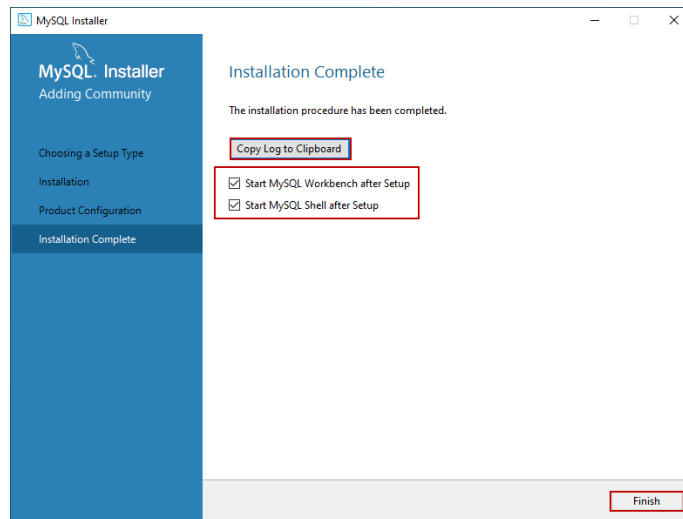 MySQL Installer
MySQL. Installer
Adding Community
Choosing a Setup Type
Installation
Product Configuration
Installation Complete
Installation Complete
The installation procedure has been completed.
Copy Log to Clipboard
Start MySQL Workbench after Setup
Start MySQL Shell after Setup
Finish